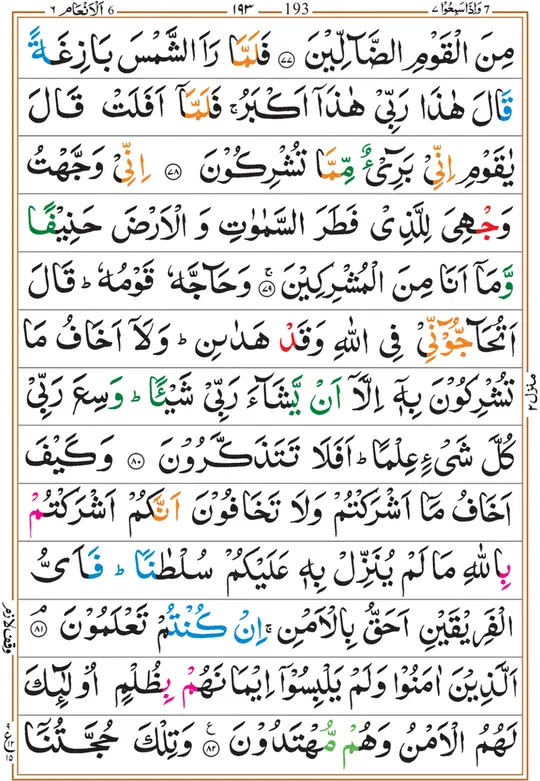 وَاِذَاسَمِعُوْا ٧ 7 ١٩٣ 193 اَلْاَنْعَام ٦ 6
مِنَ الْقَوْمِ الضَّآلِّيْنَ ﴿٧٧﴾ فَلَمَّا رَاَ الشَّمْسَ بَازِغَةً
قَالَ هٰذَا رَبِّيْ هٰذَاۤ اَكْبَرُ ۚ فَلَمَّاۤ اَفَلَتْ قَالَ
يٰقَوْمِ اِنِّيْ بَرِيْٓءٌ مِّمَّا تُشْرِكُوْنَ ﴿٧٨﴾ اِنِّيْ وَجَّهْتُ
وَجْهِيَ لِلَّذِيْ فَطَرَ السَّمٰوٰتِ وَ الْاَرْضَ حَنِيْفًا
وَّمَاۤ اَنَا مِنَ الْمُشْرِكِيْنَ ۚ ﴿٧٩﴾ وَحَآجَّهٗ قَوْمُهٗ ؕ قَالَ
اَتُحَآجُّوْٓنِّيْ فِي اللّٰهِ وَقَدْ هَدٰىنِ ؕ وَلَاۤ اَخَافُ مَا
تُشْرِكُوْنَ بِهٖۤ اِلَّاۤ اَنْ يَّشَآءَ رَبِّيْ شَيْـًٔا ؕ وَسِعَ رَبِّيْ
كُلَّ شَيْءٍ عِلْمًا ؕ اَفَلَا تَتَذَكَّرُوْنَ ﴿٨٠﴾ وَكَيْفَ
اَخَافُ مَاۤ اَشْرَكْتُمْ وَلَا تَخَافُوْنَ اَنَّكُمْ اَشْرَكْتُمْ
بِاللّٰهِ مَا لَمْ يُنَزِّلْ بِهٖ عَلَيْكُمْ سُلْطٰنًا ؕ فَاَيُّ
الْفَرِيْقَيْنِ اَحَقُّ بِالْاَمْنِ ۚ اِنْ كُنْتُمْ تَعْلَمُوْنَ ۘ ﴿٨١﴾
اَلَّذِيْنَ اٰمَنُوْا وَلَمْ يَلْبِسُوْۤا اِيْمَانَهُمْ بِظُلْمٍ اُولٰٓئِكَ
لَهُمُ الْاَمْنُ وَهُمْ مُّهْتَدُوْنَ ۧ ﴿٨٢﴾ وَتِلْكَ حُجَّتُنَاۤ
منزل ٢
وقف لازم